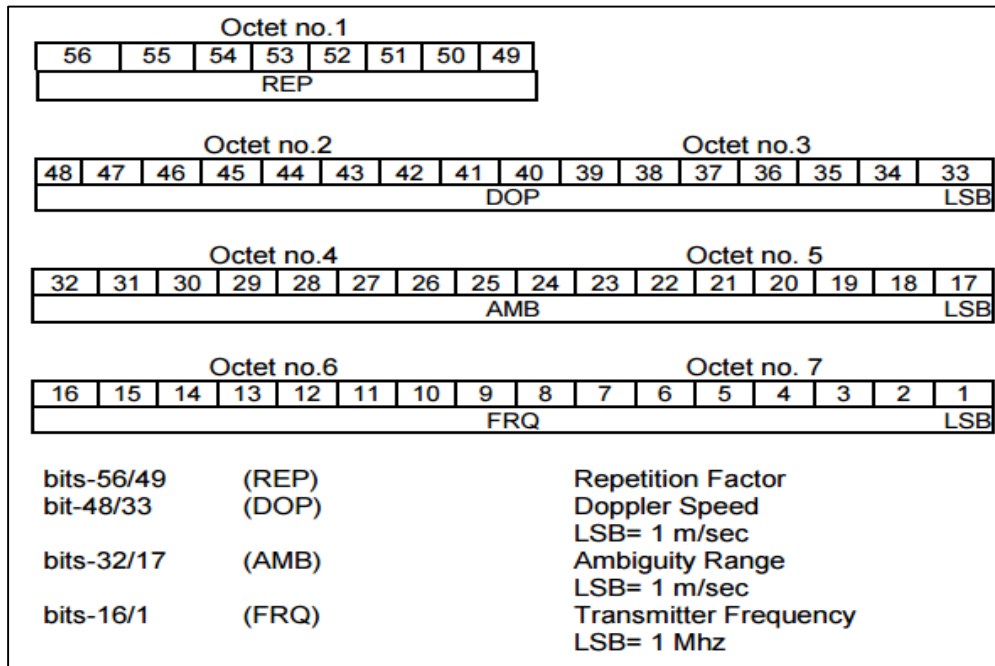 Octet no.1
56 55 54 53 52 51 50 49
REP
Octet no.2 Octet no.3
48 47 46 45 44 43 42 41 40 39 38 37 36 35 34 33
DOP LSB
Octet no.4 Octet no. 5
32 31 30 29 28 27 26 25 24 23 22 21 20 19 18 17
AMB LSB
Octet no.6 Octet no. 7
16 15 14 13 12 11 10 9 8 7 6 5 4 3 2 1
FRQ LSB
bits-56/49 (REP) Repetition Factor
bit-48/33 (DOP) Doppler Speed
LSB= 1 m/sec
bits-32/17 (AMB) Ambiguity Range
LSB= 1 m/sec
bits-16/1 (FRQ) Transmitter Frequency
LSB= 1 Mhz